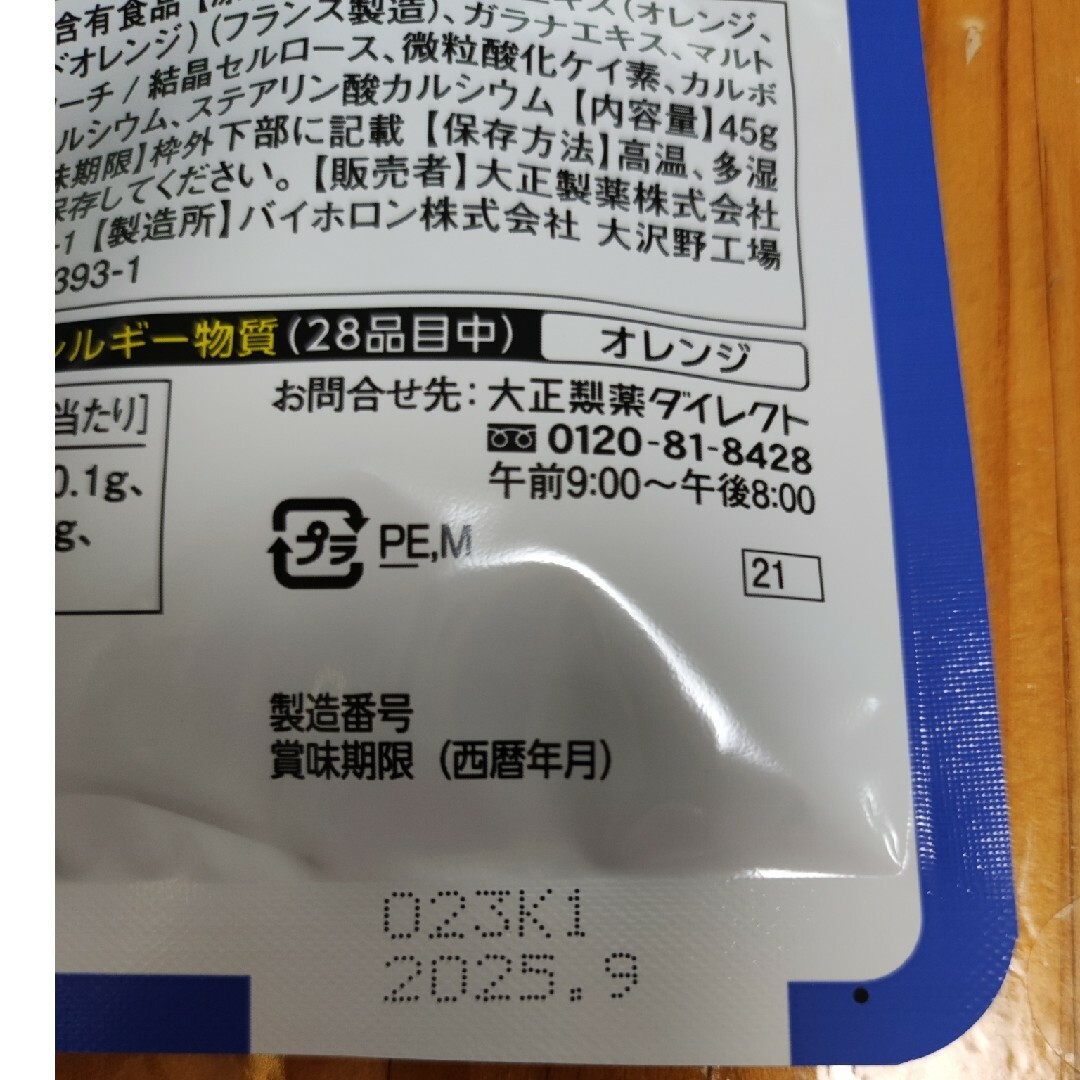 含有食品【原 エキス(オレンジ、
ドオレンジ)(フランス製造)、ガラナエキス、マルト
ーチ/結晶セルロース、微粒酸化ケイ素、カルボ
ルシウム、ステアリン酸カルシウム【内容量】45g
味期限】枠外下部に記載【保存方法】高温、多湿
保存してください。【販売者】大正製薬株式会社
-1【製造所】バイホロン株式会社 大沢野工場
393-1
レルギー物質(28品目中) オレンジ
当たり]
0.1g、
g、
お問合せ先:大正製薬ダイレクト
0120-81-8428
午前9:00~午後8:00
プラ PE,M
21
製造番号
賞味期限(西暦年月)
023K1
2025.9